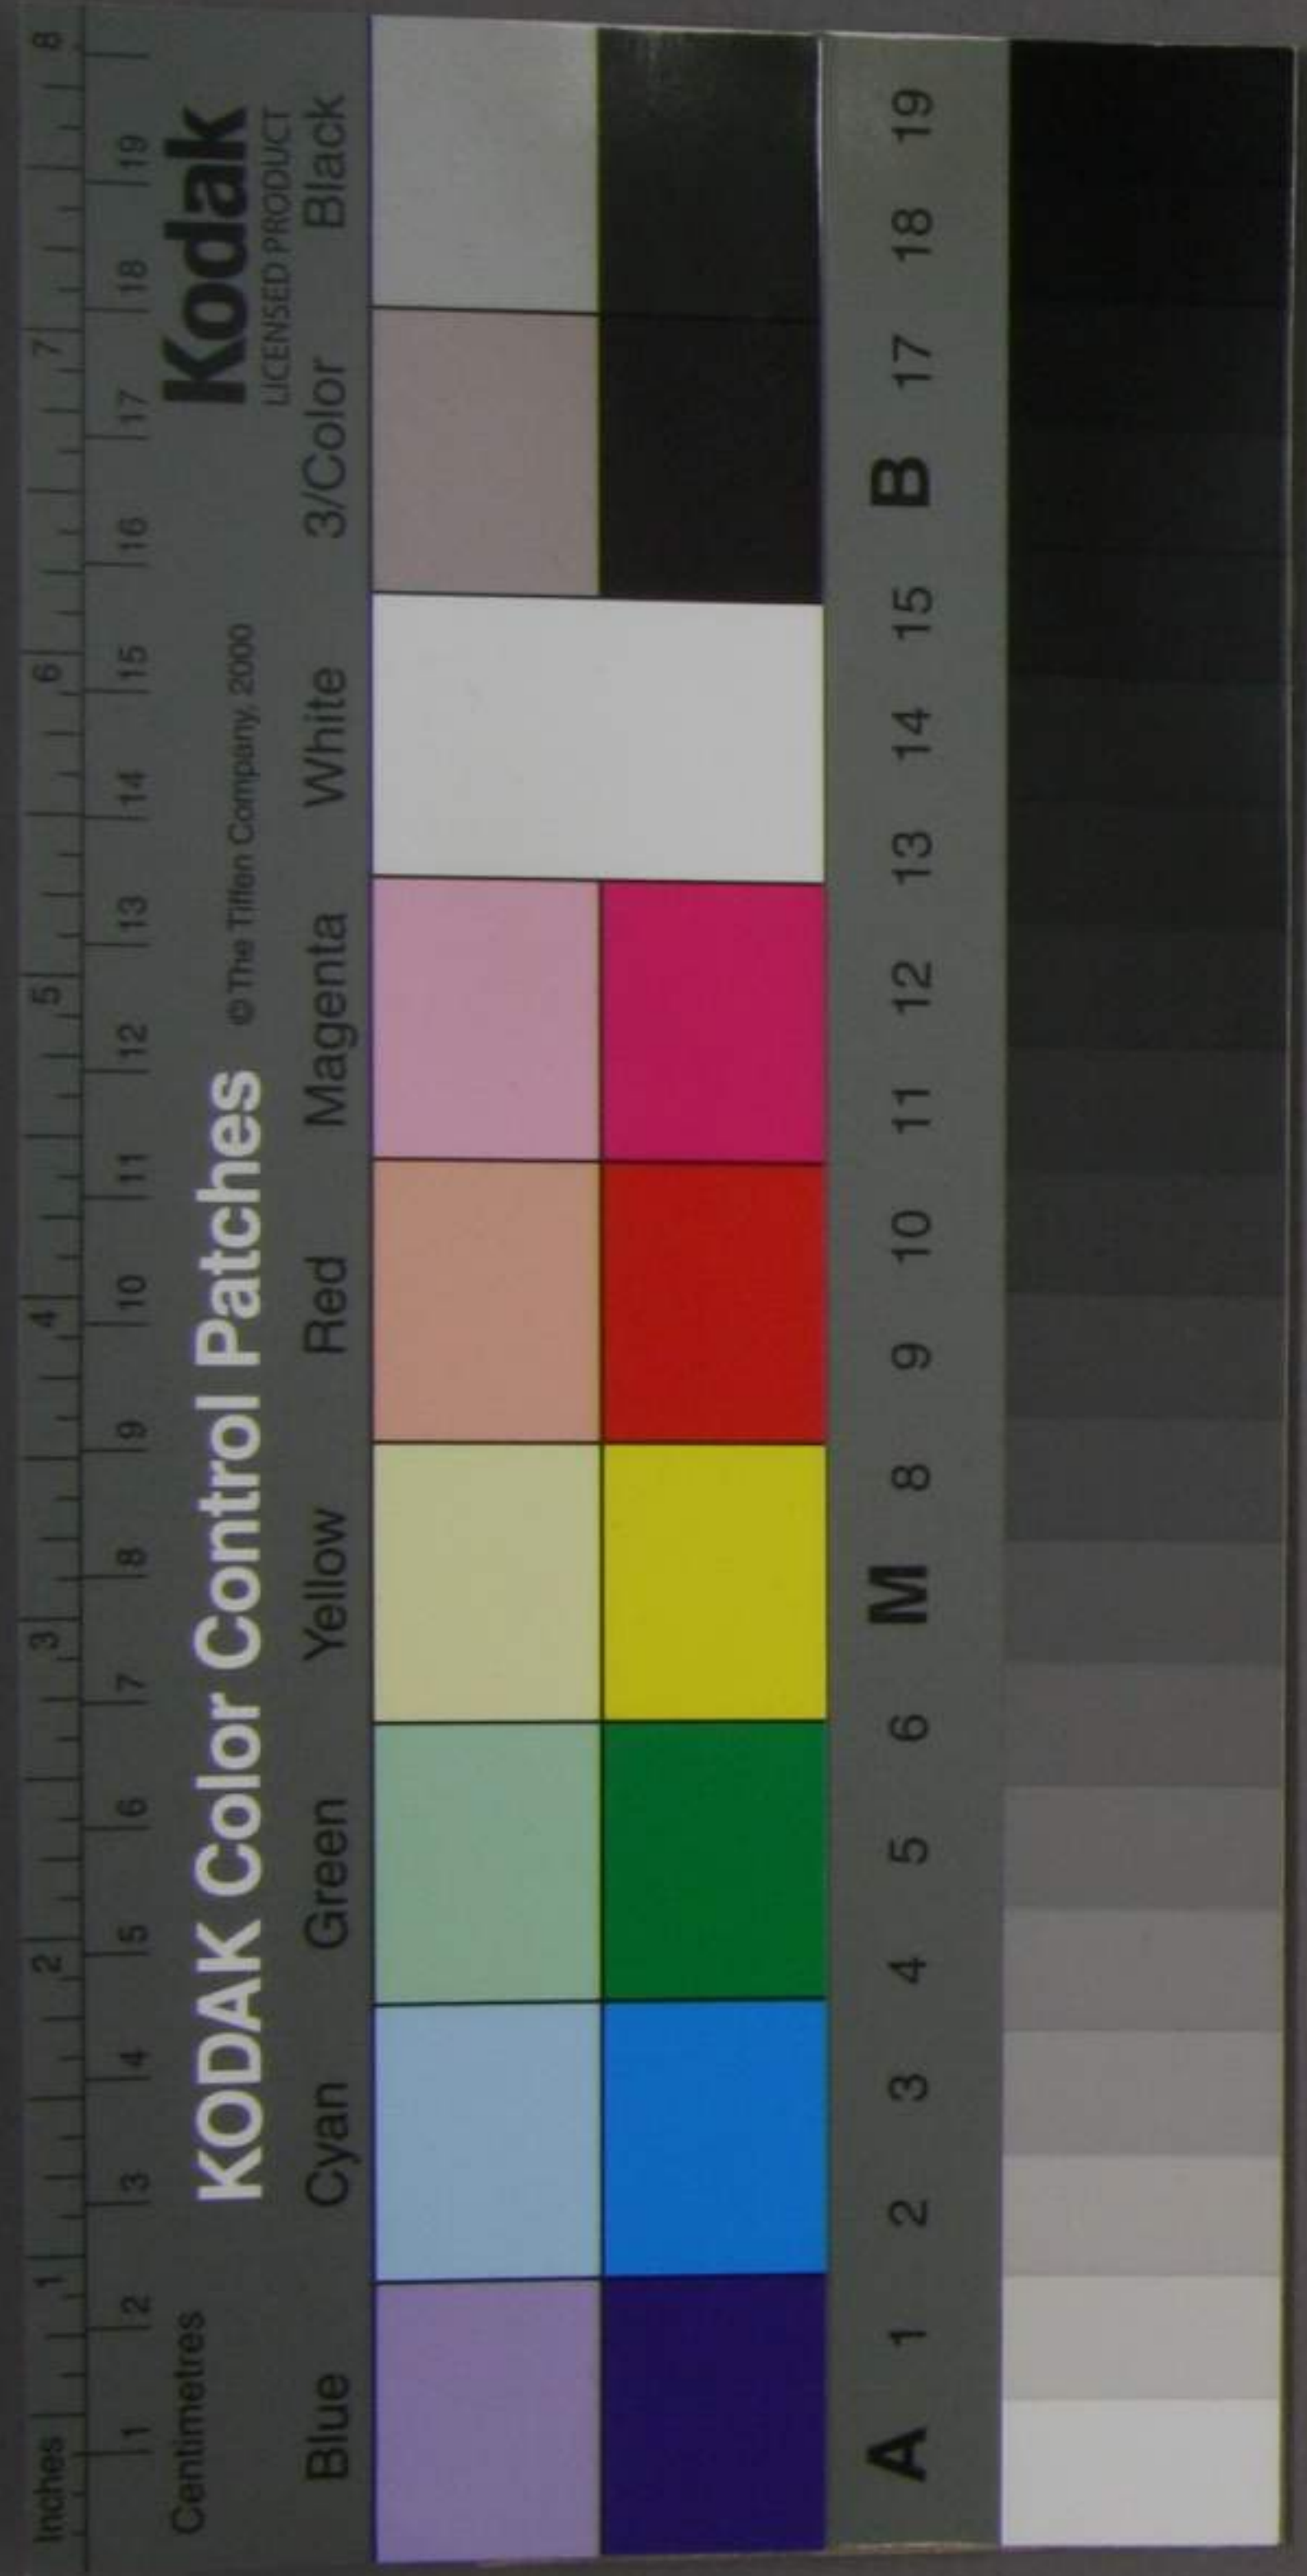 Inches 1 2 3 4 5 6 7 8
1 2 3 4 5 6 7 8 9 10 11 12 13 14 15 16 17 18 19
Centimetres
KODAK Color Control Patches © The Tiffen Company, 2000 Kodak
LICENSED PRODUCT
Blue Cyan Green Yellow Red Magenta White 3/Color Black
A 1 2 3 4 5 6 M 8 9 10 11 12 13 14 15 B 17 18 19